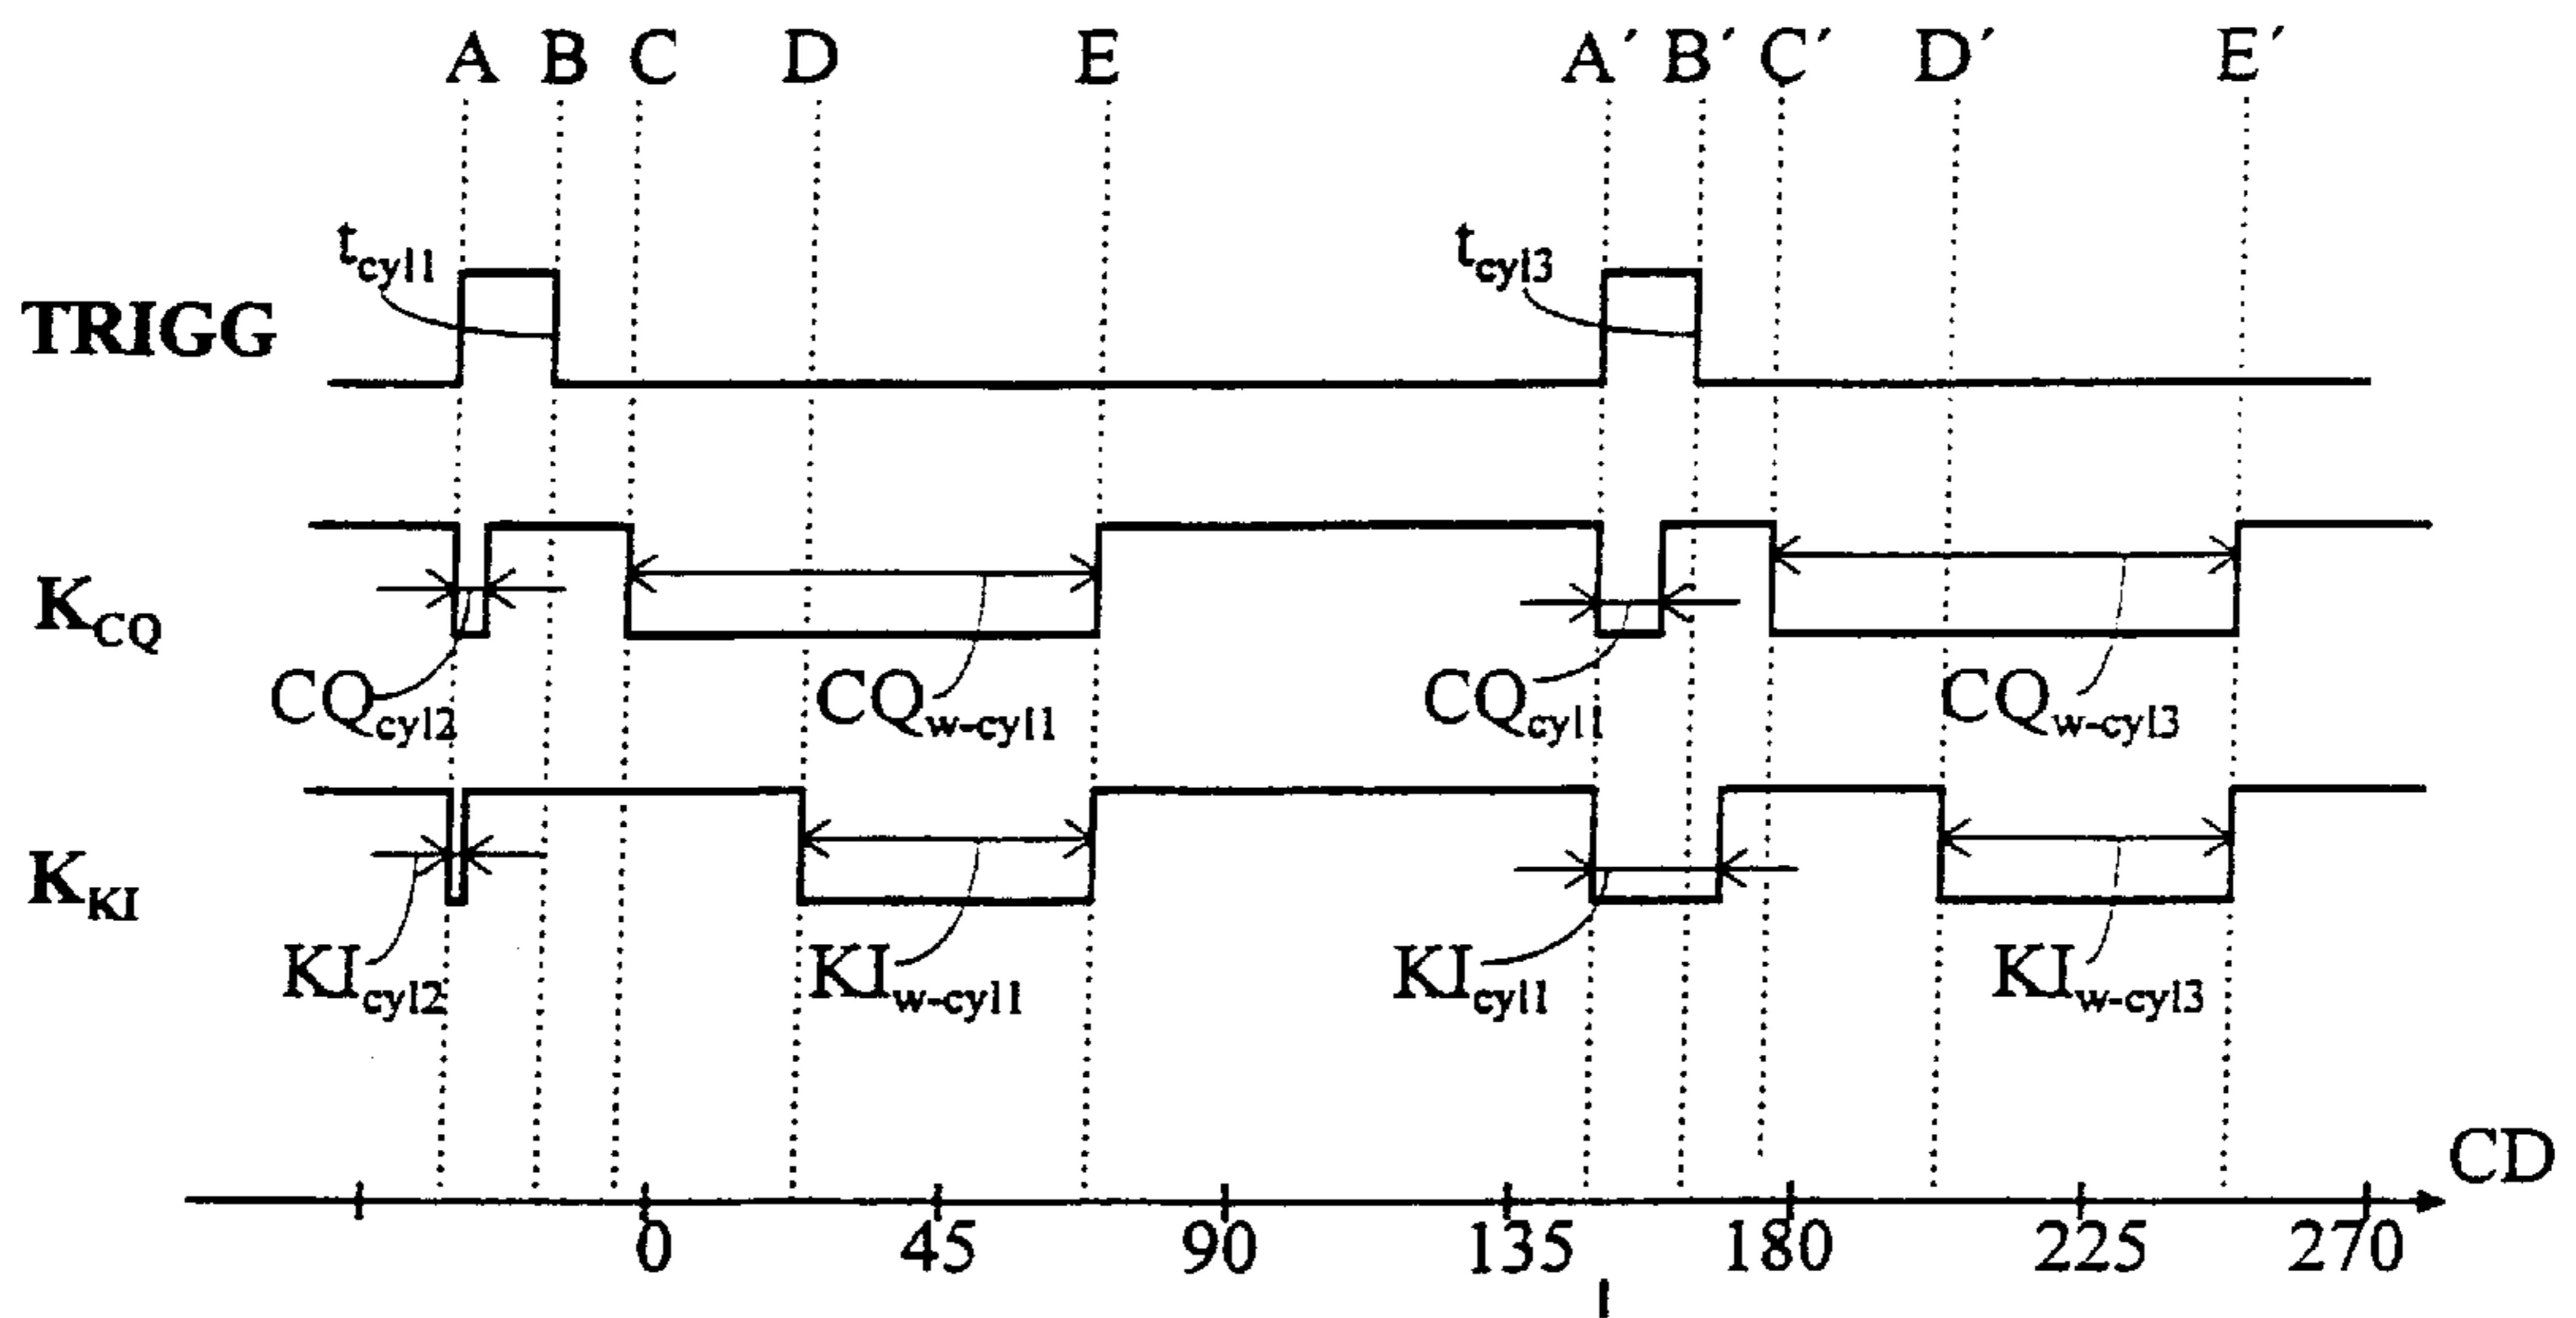 A B C D E A´ B´ C´ D´ E´
t_cyl1 t_cyl3
TRIGG
K_CQ
CQ_cyl2 CQ_w-cyl1 CQ_cyl1 CQ_w-cyl3
K_KI
KI_cyl2 KI_w-cyl1 KI_cyl1 KI_w-cyl3
CD
0 45 90 135 180 225 270